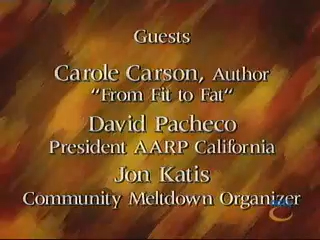 Guests
Carole Carson, Author
"From Fit to Fat"
David Pacheco
President AARP California
Jon Katis
Community Meltdown Organizer